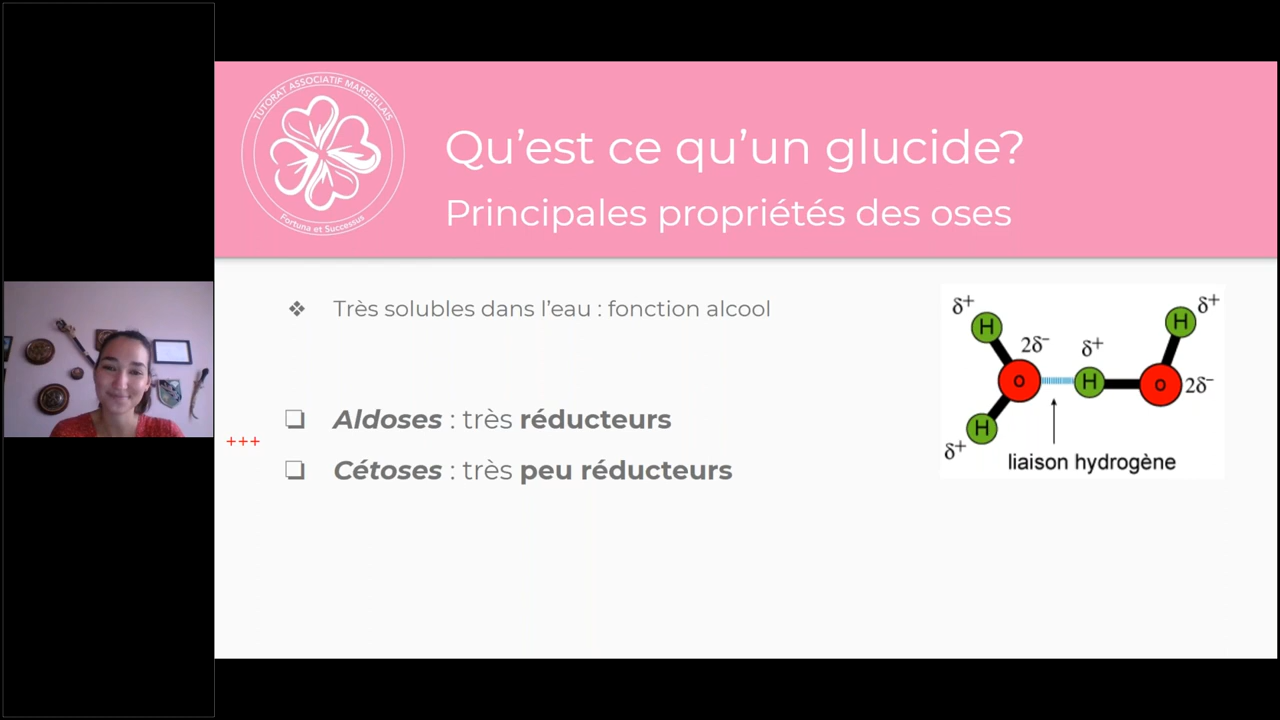 TUTORAT ASSOCIATIF MARSEILLAIS
Fortuna et Successus
Qu’est ce qu’un glucide?
Principales propriétés des oses
❖ Très solubles dans l’eau : fonction alcool
❏ Aldoses : très réducteurs
+++
❏ Cétoses : très peu réducteurs
δ+ δ+
H H
2δ- δ+
O H O 2δ-
H
δ+
liaison hydrogène